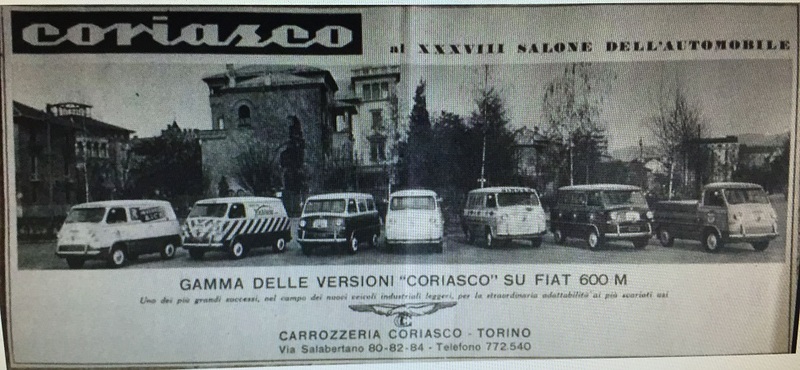 coriasco
al XXXVIII SALONE DELL'AUTOMOBILE
GAMMA DELLE VERSIONI "CORIASCO" SU FIAT 600 M
Uno dei più grandi successi, nel campo dei nuovi veicoli industriali leggeri, per la straordinaria adattabilità ai più svariati usi
CARROZZERIA CORIASCO - TORINO
Via Salabertano 80-82-84 - Telefono 772.540